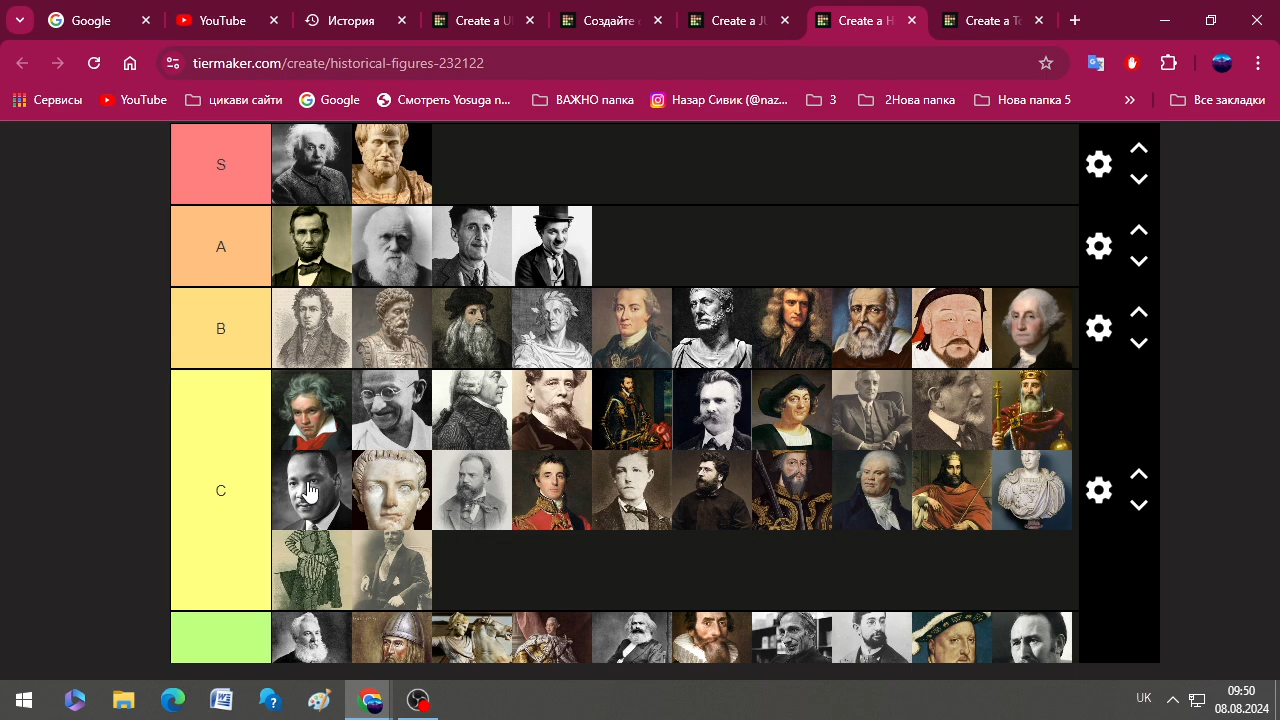 Google
YouTube
История
Create a U
Создайте
Create a JU
Create a H
Create a To
tiermaker.com/create/historical-figures-232122
Сервисы
YouTube
цикави сайти
Google
Смотреть Yosuga n...
ВАЖНО папка
Назар Сивик (@naz...
3
2Нова папка
Нова папка 5
Все закладки
S
A
B
C
UK
09:50
08.08.2024